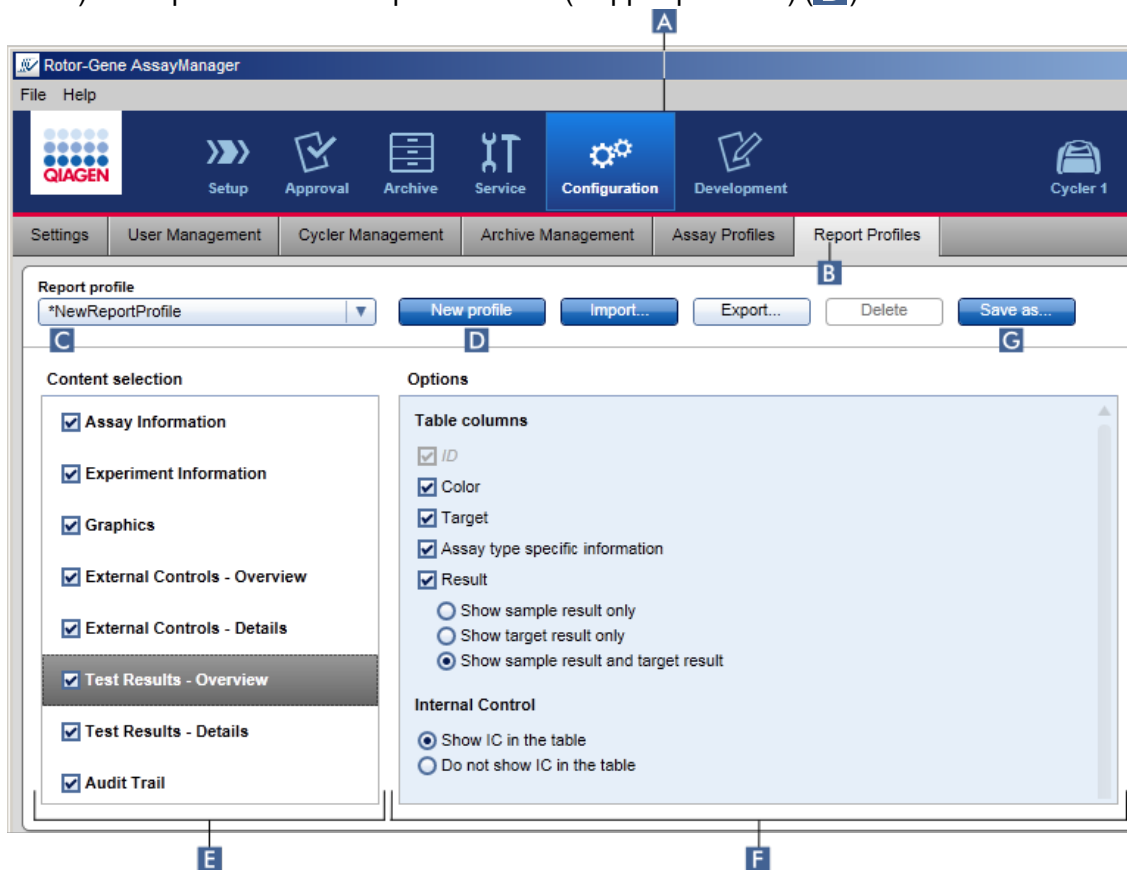 A
Rotor-Gene AssayManager
File Help
QIAGEN
Setup Approval Archive Service Configuration Development Cycler 1
Settings User Management Cycler Management Archive Management Assay Profiles Report Profiles
B
Report profile
*NewReportProfile New profile Import... Export... Delete Save as...
C D G
Content selection Options
Assay Information
Experiment Information
Graphics
External Controls - Overview
External Controls - Details
Test Results - Overview
Test Results - Details
Audit Trail
Table columns
ID
Color
Target
Assay type specific information
Result
Show sample result only
Show target result only
Show sample result and target result
Internal Control
Show IC in the table
Do not show IC in the table
E F